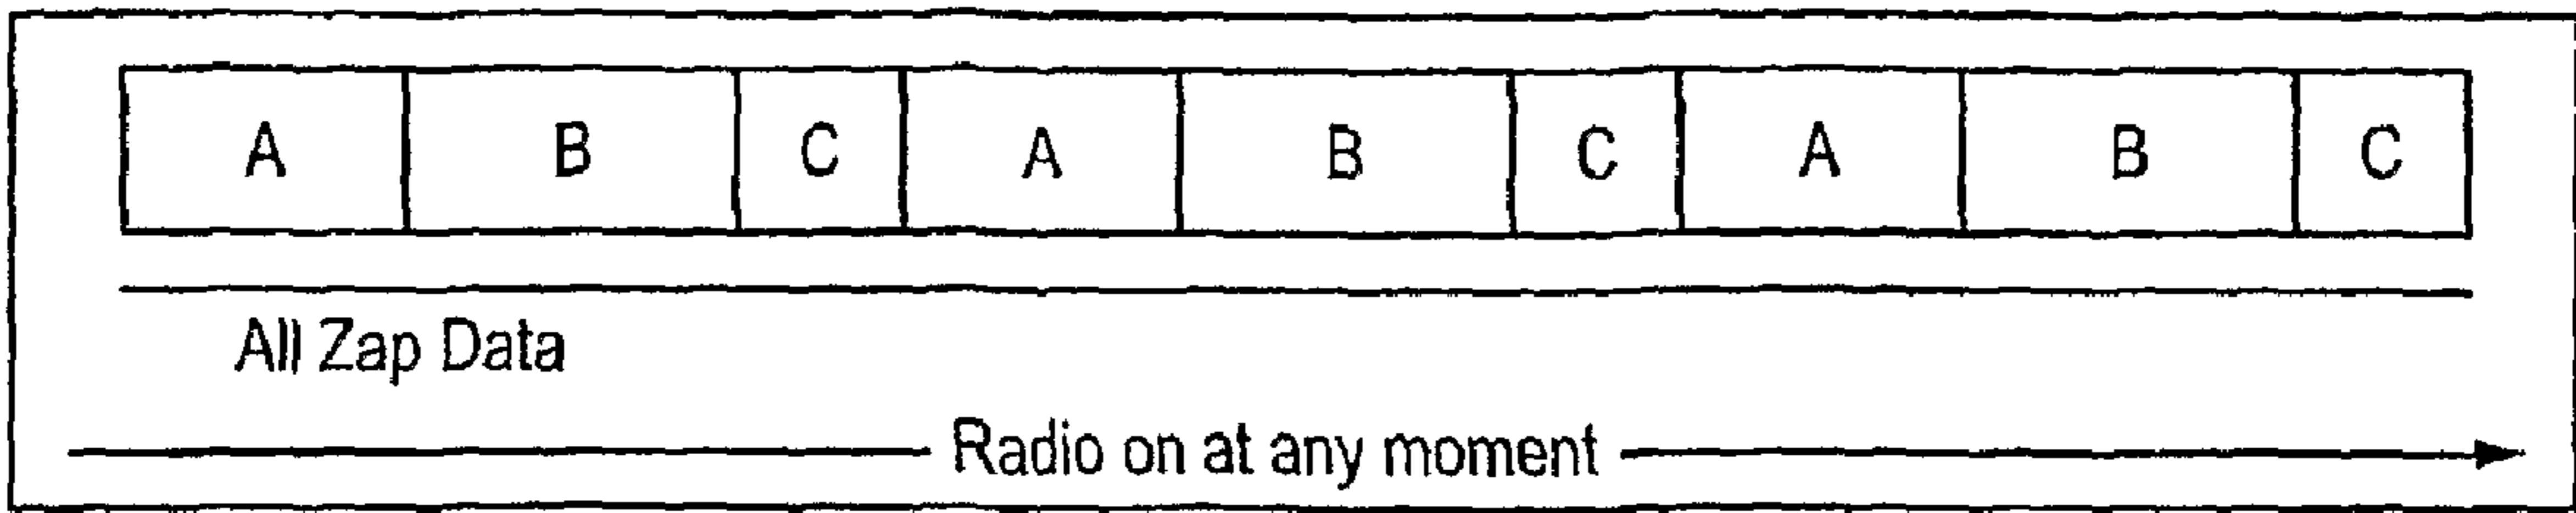 A B C A B C A B C
All Zap Data
Radio on at any moment